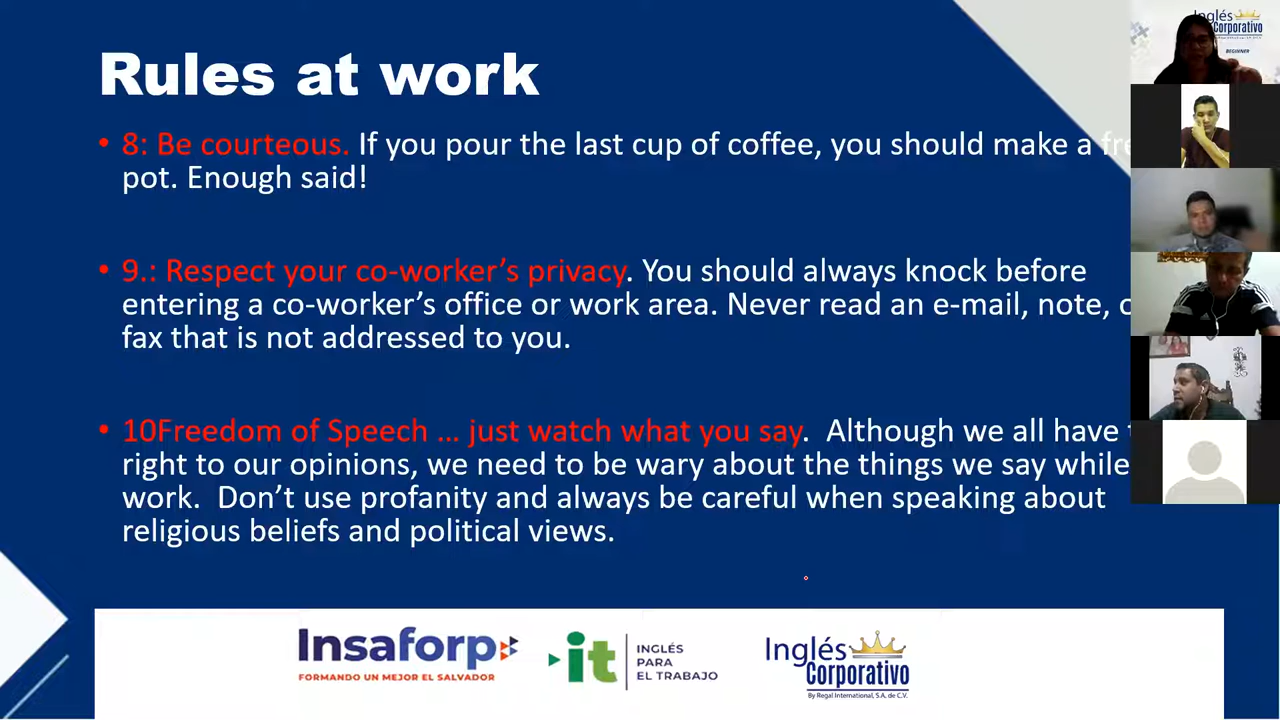 Rules at work
• 8: Be courteous. If you pour the last cup of coffee, you should make a
pot. Enough said!
• 9.: Respect your co-worker’s privacy. You should always knock before
entering a co-worker’s office or work area. Never read an e-mail, note,
fax that is not addressed to you.
• 10Freedom of Speech … just watch what you say. Although we all have
right to our opinions, we need to be wary about the things we say while
work. Don’t use profanity and always be careful when speaking about
religious beliefs and political views.
Insaforp
FORMANDO UN MEJOR EL SALVADOR
it
INGLÉS
PARA
EL TRABAJO
Inglés
Corporativo
By Regal International, S.A. de C.V.
Inglés
Corporativo
BEGINNER